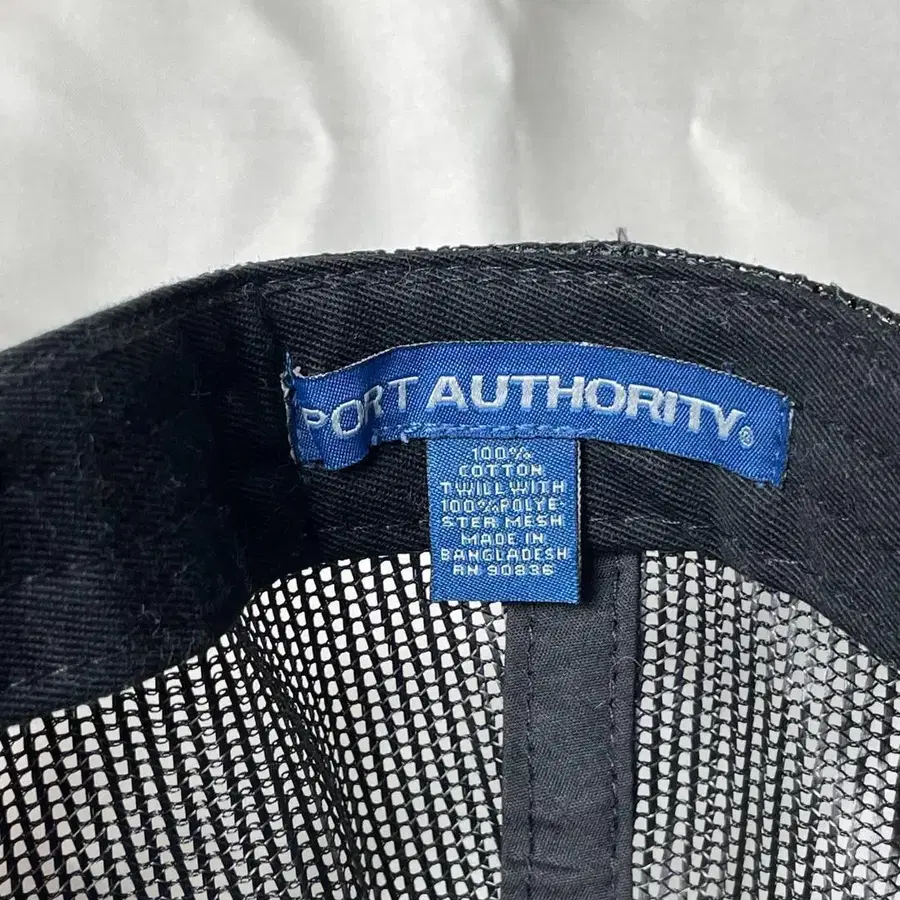 PORT AUTHORITY®
100%
COTTON
TWILL WITH
100% POLYE-
STER MESH
MADE IN
BANGLADESH
RN 90836